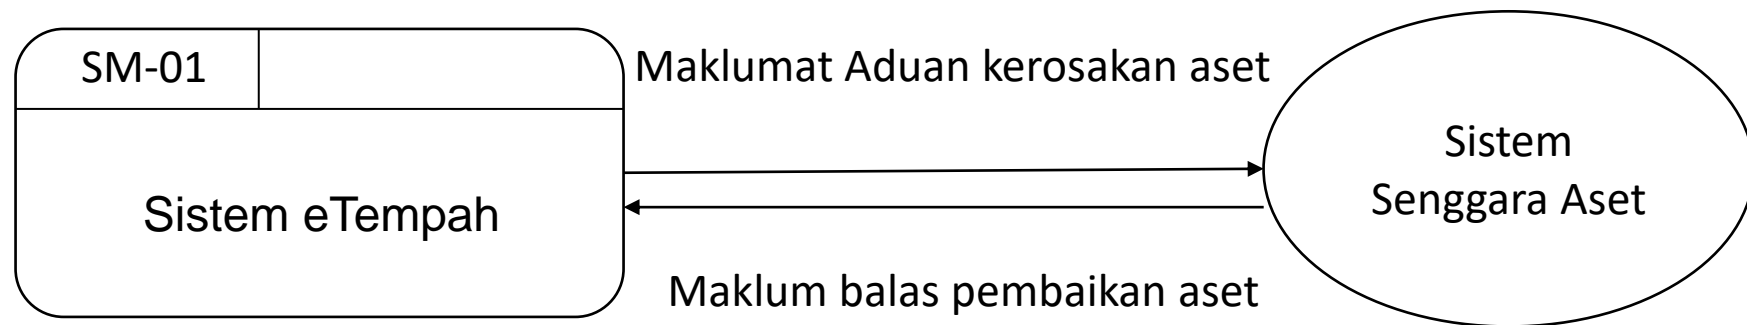 SM-01
Maklumat Aduan kerosakan aset
Sistem eTempah
Sistem
Senggara Aset
Maklum balas pembaikan aset